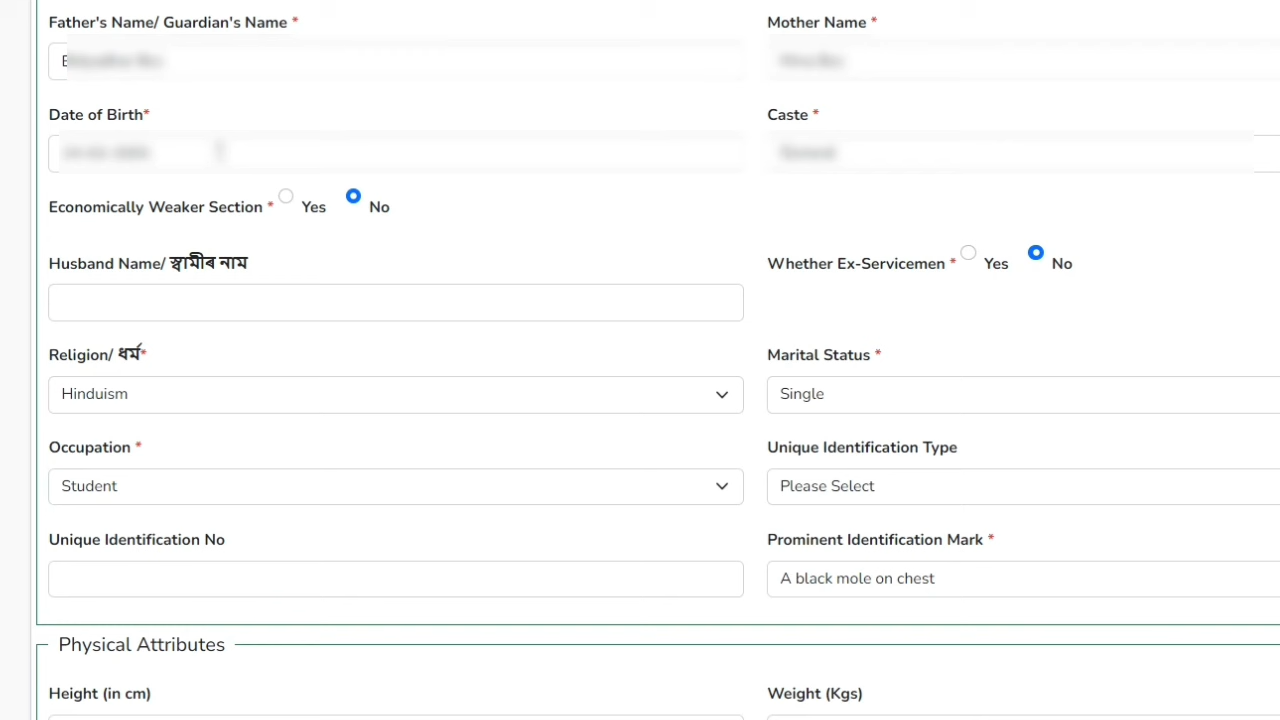 Father's Name/ Guardian's Name *
Mother Name *
Date of Birth*
Caste *
Economically Weaker Section * Yes No
Husband Name/ স্বামীৰ নাম
Whether Ex-Servicemen * Yes No
Religion/ ধৰ্ম*
Marital Status *
Hinduism
Single
Occupation *
Unique Identification Type
Student
Please Select
Unique Identification No
Prominent Identification Mark *
A black mole on chest
Physical Attributes
Height (in cm)
Weight (Kgs)